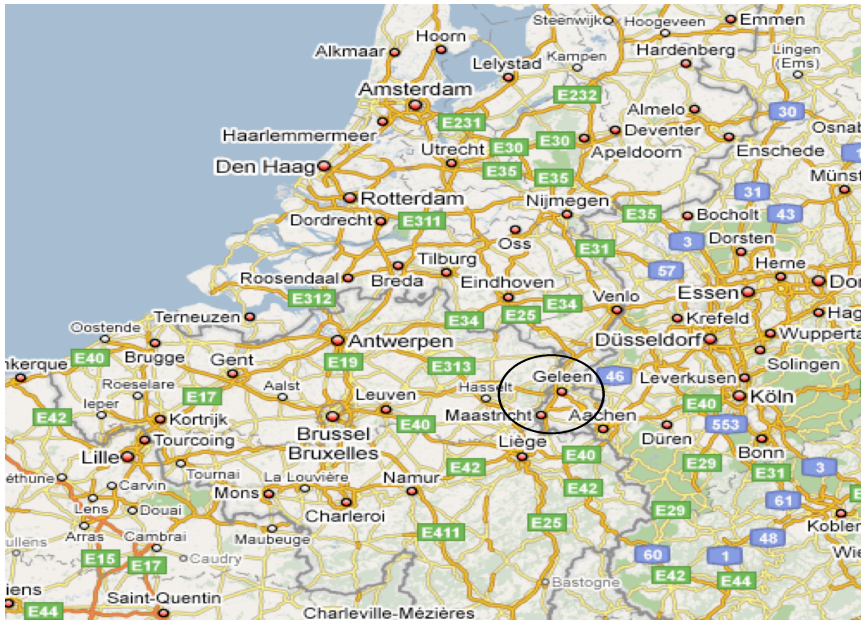 Steenwijk
Hoogeveen
Emmen
Hoorn
Alkmaar
Lelystad
Kampen
Hardenberg
Lingen
(Ems)
Amsterdam
E232
Almelo
30
Haarlemmermeer
E231
Deventer
Osnab
Utrecht
E30
E30
Apeldoorn
Enschede
1
Den Haag
E35
E35
Münst
31
Rotterdam
Nijmegen
Dordrecht
E311
E35
Bocholt
43
Oss
E31
3
Dorsten
Tilburg
57
Herne
Roosendaal
Breda
Eindhoven
Essen
Dor
E312
Venlo
Terneuzen
E34
E25
E34
Krefeld
Hag
Oostende
Antwerpen
Düsseldorf
Wupperta
E40
Brugge
Gent
E19
E313
Solingen
nkerque
Roeselare
Aalst
Leuven
Hasselt
Geleen
46
Leverkusen
E17
Ieper
E42
Kortrijk
E40
Maastricht
Aachen
E40
Köln
Tourcoing
Brussel
Bruxelles
Liège
Düren
553
Lille
Bonn
Tournai
La Louvière
Namur
E42
E40
E29
E31
3
éthune
Carvin
Mons
E42
61
Lens
Douai
Charleroi
E411
E25
E29
Koblen
Arras
Cambrai
Maubeuge
48
ullens
E15
E17
Caudry
60
1
Wie
Bastogne
E42
E44
iens
E44
Saint-Quentin
Charleville-Mézières